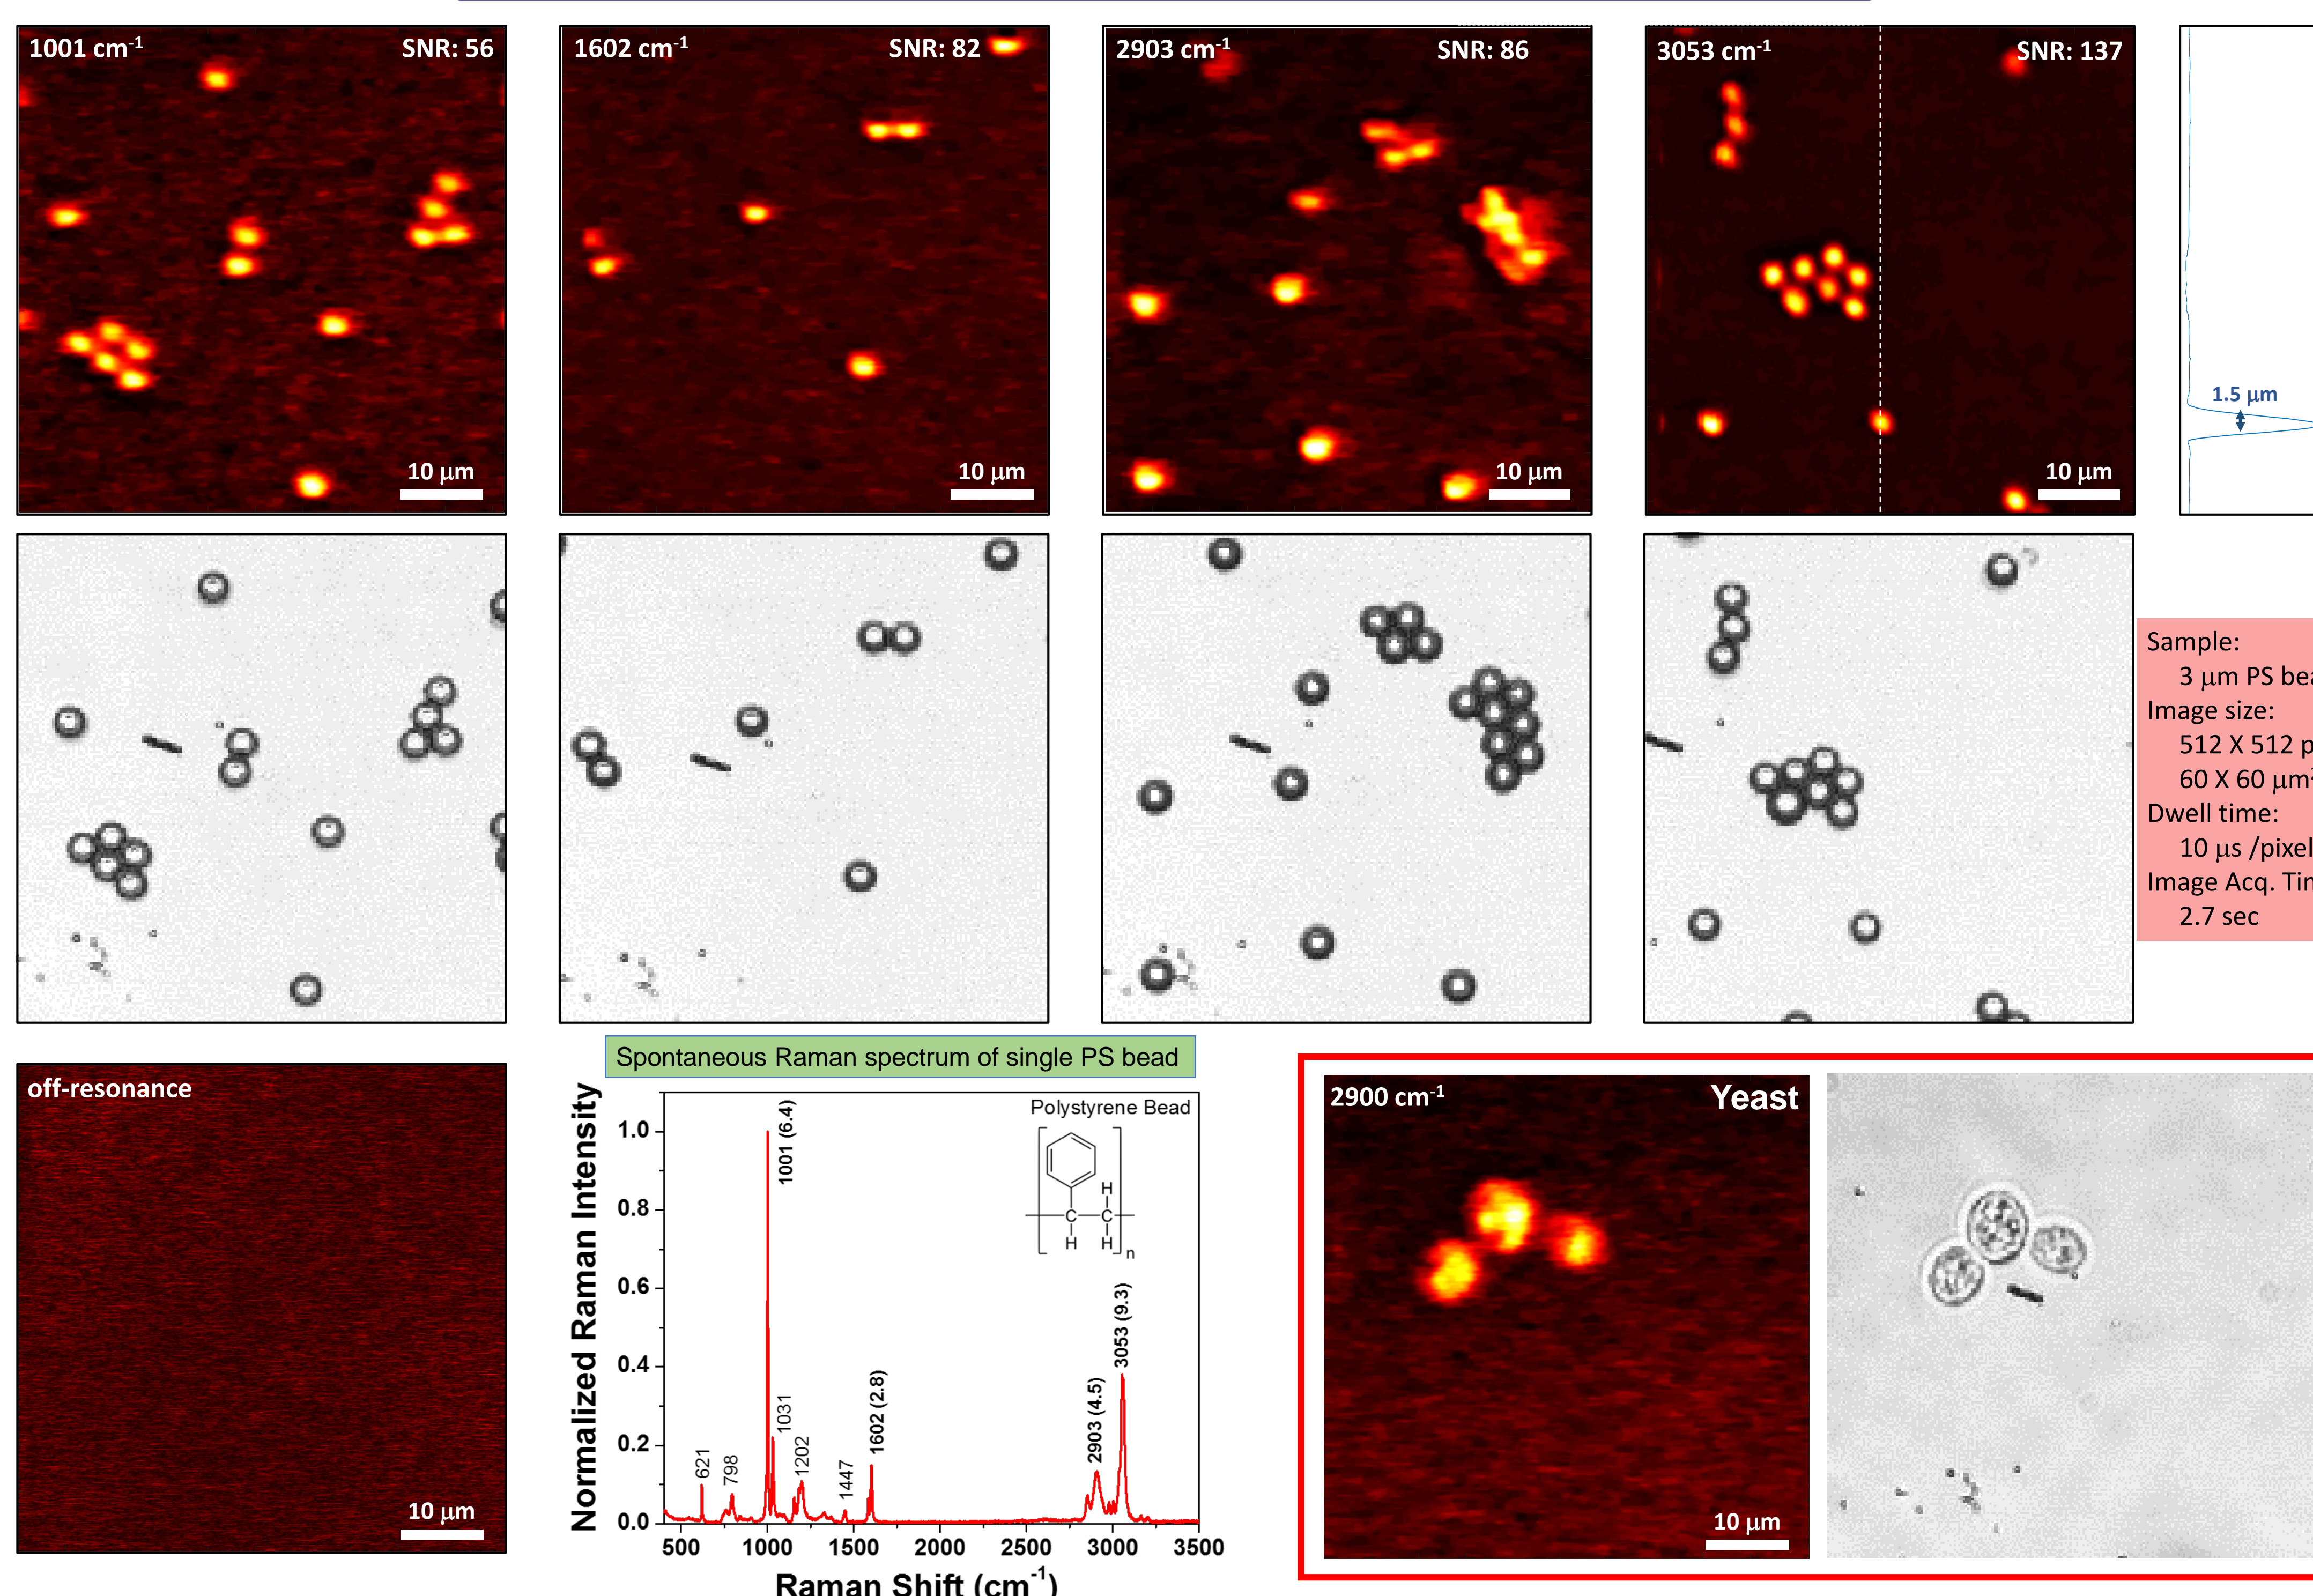 1001 cm⁻¹ SNR: 56
10 μm
1602 cm⁻¹ SNR: 82
10 μm
2903 cm⁻¹ SNR: 86
10 μm
3053 cm⁻¹ SNR: 137
10 μm
1.5 μm
Sample:
3 μm PS
Image size:
512 X 512
60 X 60
Dwell time:
10 μs /pixel
Image Acq.
2.7 sec
off-resonance
10 μm
Spontaneous Raman spectrum of single PS bead
Normalized Raman Intensity
1.0
0.8
0.6
0.4
0.2
0.0
621
798
1001 (6.4)
1031
1202
1447
1602 (2.8)
2903 (4.5)
3053 (9.3)
Polystyrene Bead
H
C C
H H
n
500 1000 1500 2000 2500 3000 3500
Raman Shift (cm⁻¹)
2900 cm⁻¹ Yeast
10 μm